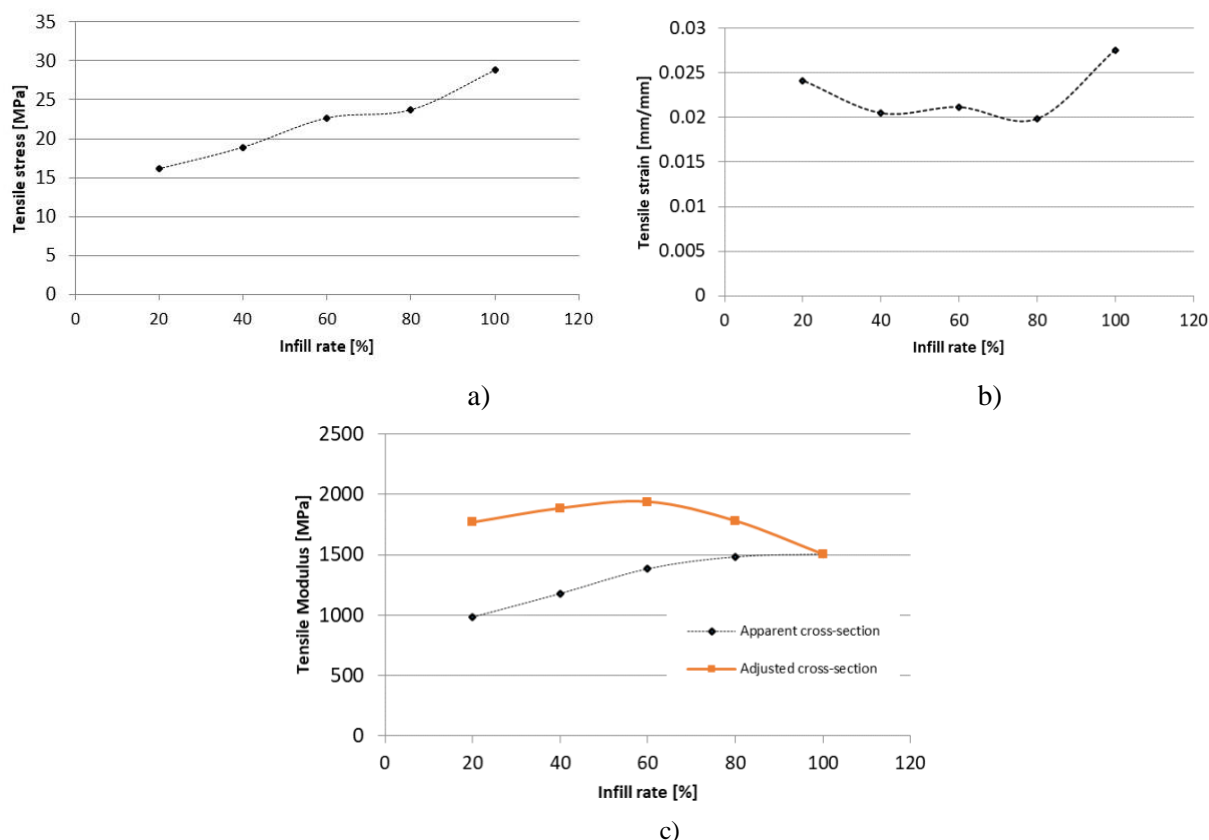 35
30
25
20
15
10
5
0
Tensile stress [MPa]
0 20 40 60 80 100 120
Infill rate [%]
a)
0.03
0.025
0.02
0.015
0.01
0.005
0
Tensile strain [mm/mm]
0 20 40 60 80 100 120
Infill rate [%]
b)
2500
2000
1500
1000
500
0
Tensile Modulus [MPa]
Apparent cross-section
Adjusted cross-section
0 20 40 60 80 100 120
Infill rate [%]
c)